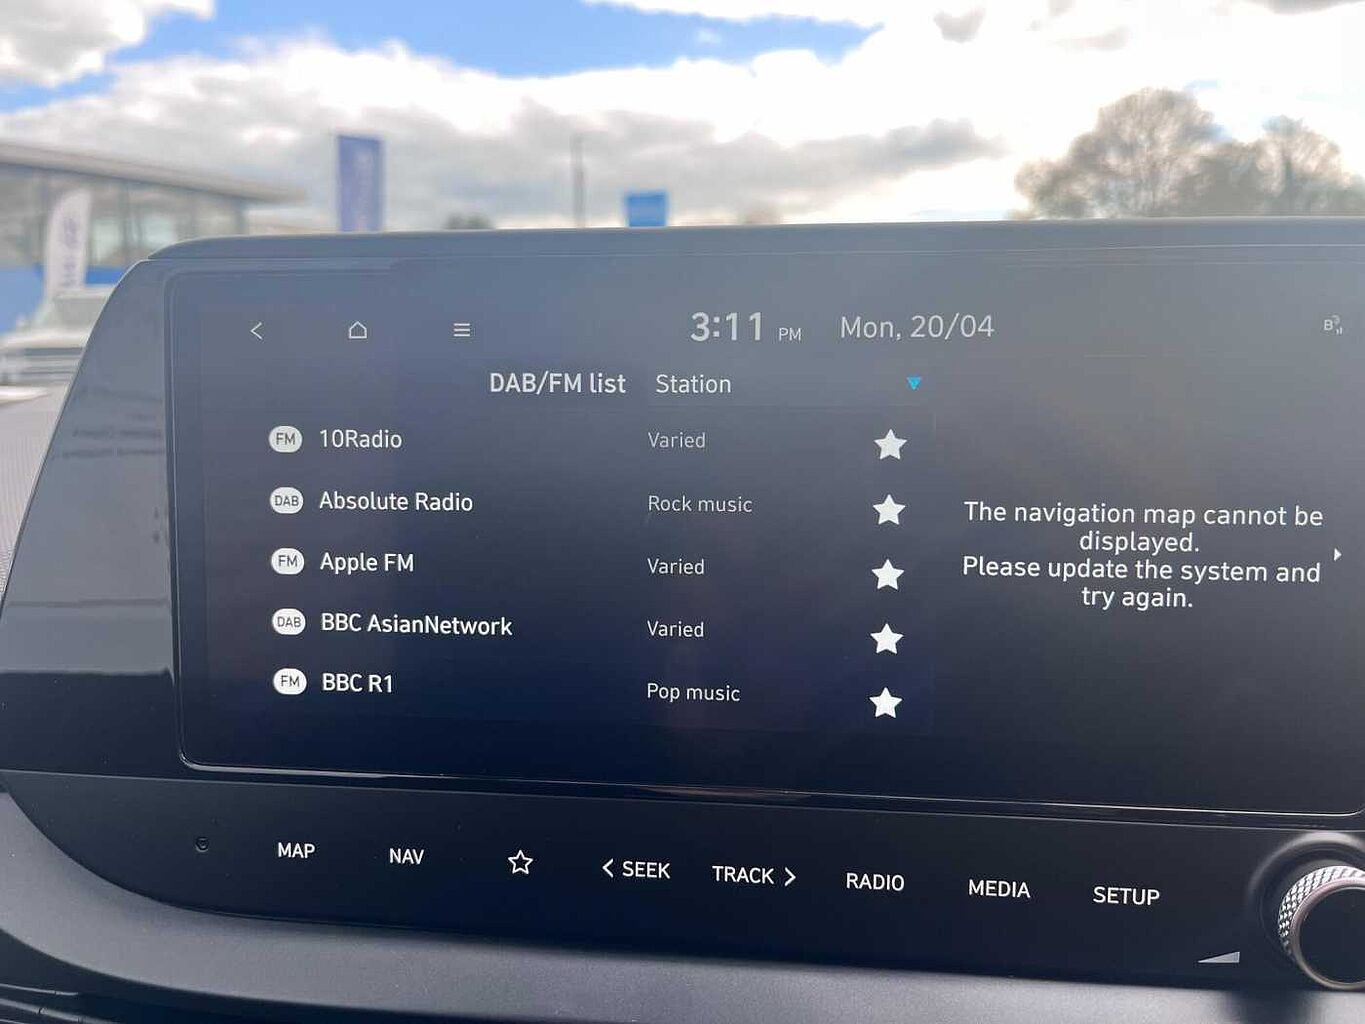 3:11 PM Mon, 20/04
DAB/FM list Station
FM 10Radio Varied
DAB Absolute Radio Rock music
FM Apple FM Varied
DAB BBC AsianNetwork Varied
FM BBC R1 Pop music
The navigation map cannot be
displayed.
Please update the system and
try again.
MAP NAV < SEEK TRACK > RADIO MEDIA SETUP